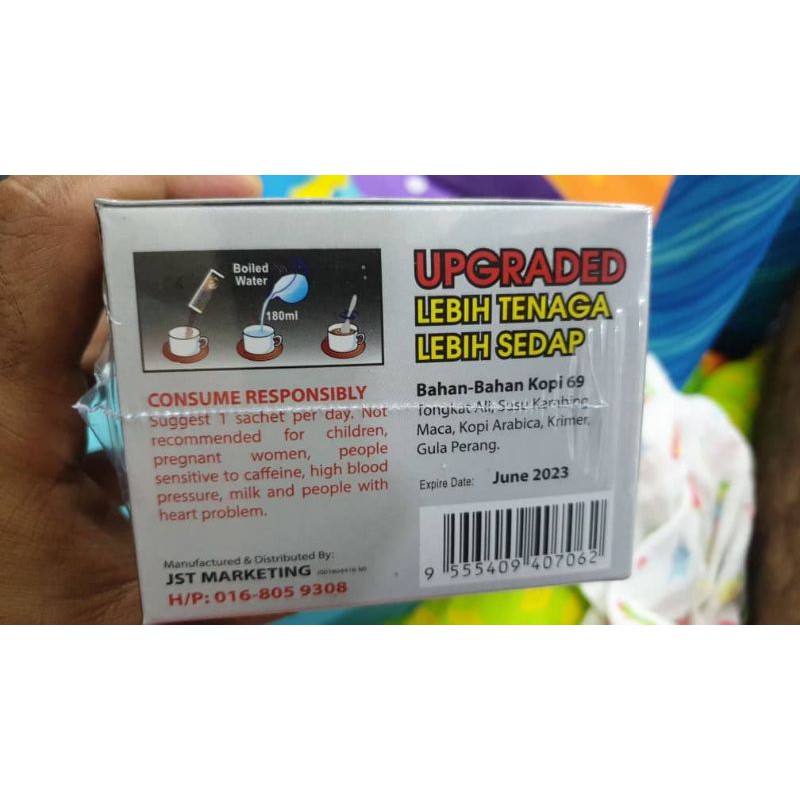 Boiled
Water
180ml
UPGRADED
LEBIH TENAGA
LEBIH SEDAP
CONSUME RESPONSIBLY
Suggest 1 sachet per day. Not
recommended for children,
pregnant women, people
sensitive to caffeine, high blood
pressure, milk and people with
heart problem.
Manufactured & Distributed By:
JST MARKETING
H/P: 016-805 9308
Bahan-Bahan Kopi 69
Tongkat Ali, Susu Kambing,
Maca, Kopi Arabica, Krimer,
Gula Perang.
Expire Date: June 2023
9 555409 407062